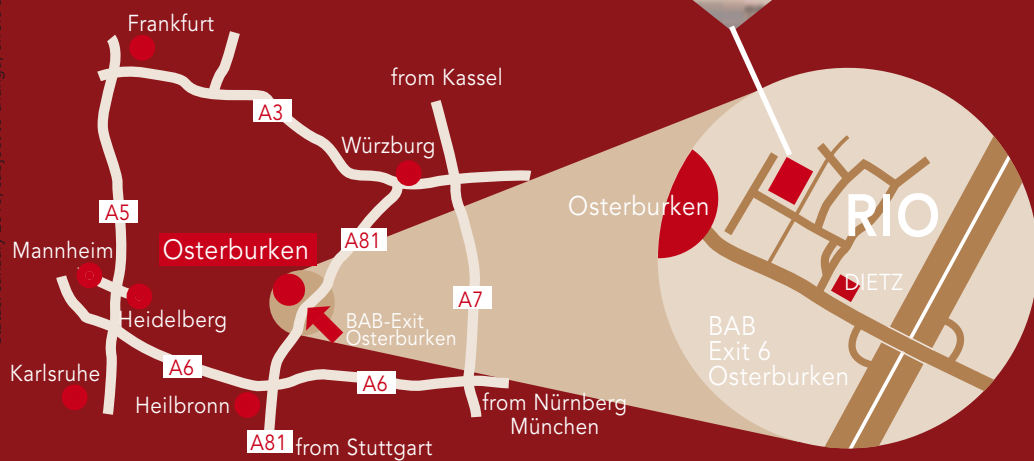 Frankfurt
from Kassel
A3
Würzburg
A5
Osterburken
Mannheim
Osterburken
A81
RIO
DIETZ
A7
Heidelberg
BAB-Exit
Osterburken
BAB
Exit 6
Osterburken
Karlsruhe
A6
A6
Heilbronn
from Nürnberg
München
A81
from Stuttgart